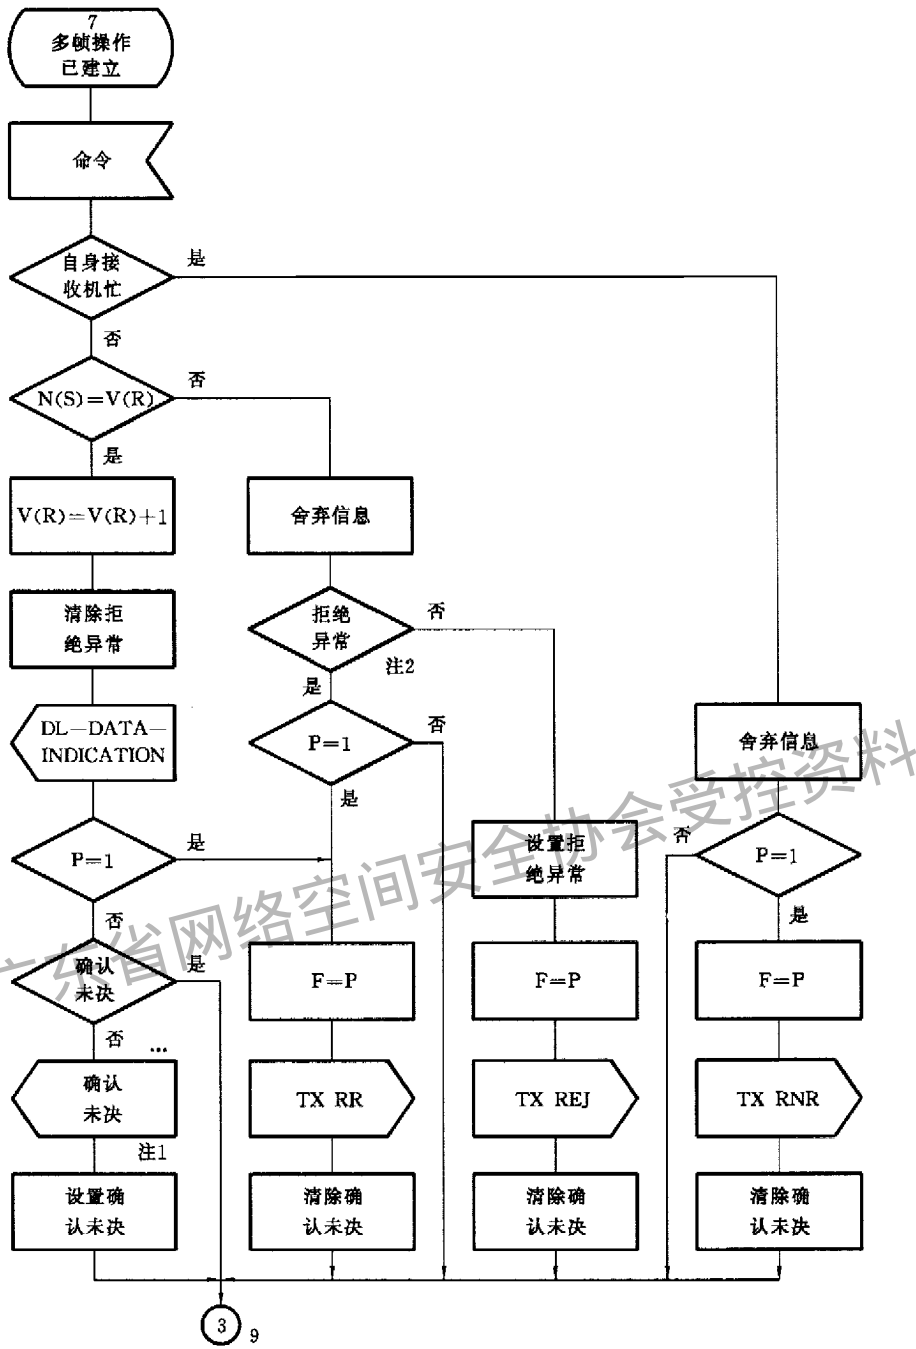 7
多帧操作
已建立
命令
自身接
收机忙
是
否
N(S)=V(R)
否
是
V(R)=V(R)+1
舍弃信息
清除拒
绝异常
拒绝
异常
否
注2
是
DL—DATA—
INDICATION
P=1
否
是
舍弃信息
P=1
是
设置拒
绝异常
否
P=1
否
是
确认
未决
是
F=P
F=P
F=P
否
...
确认
未决
注1
TX RR
TX REJ
TX RNR
设置确
认未决
清除确
认未决
清除确
认未决
清除确
认未决
3
9
广东省网络空间安全协会受控资料